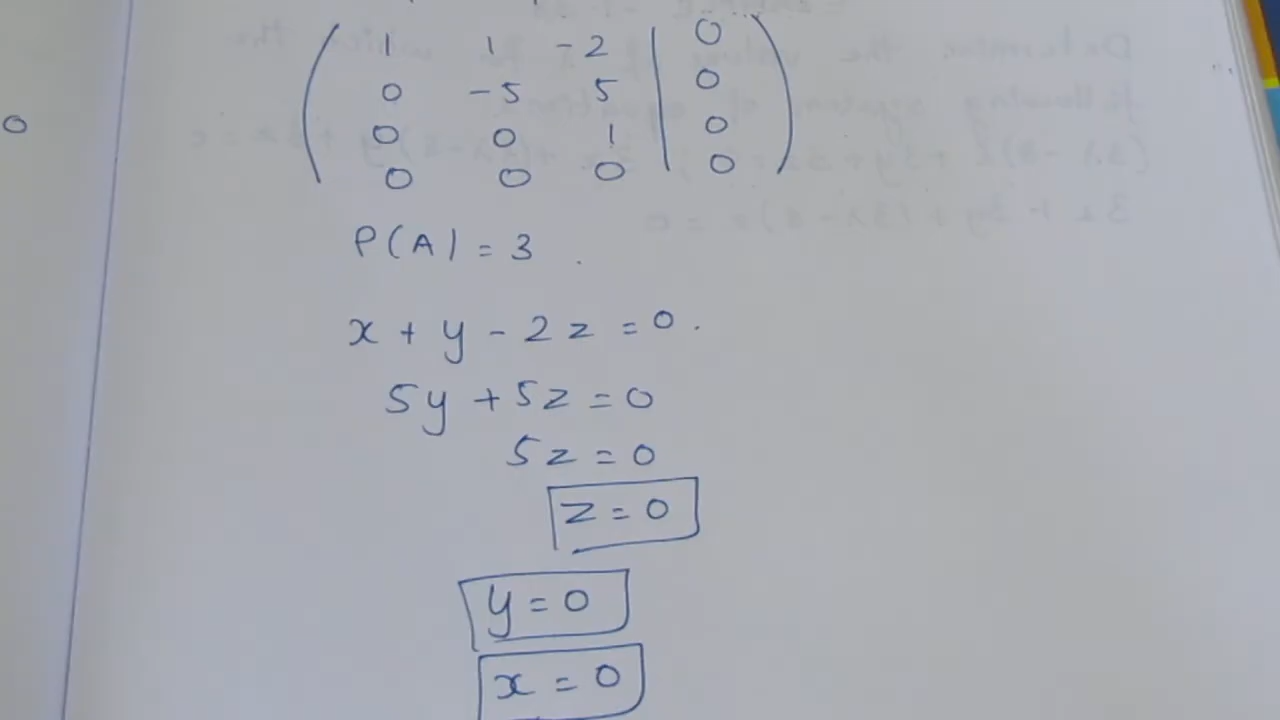 1 1 -2 | 0
0 -5 5 | 0
0
0 0 1 | 0
0 0 0 | 0
P(A) = 3 .
x + y - 2z = 0 .
5y + 5z = 0
5z = 0
z = 0
y = 0
x = 0